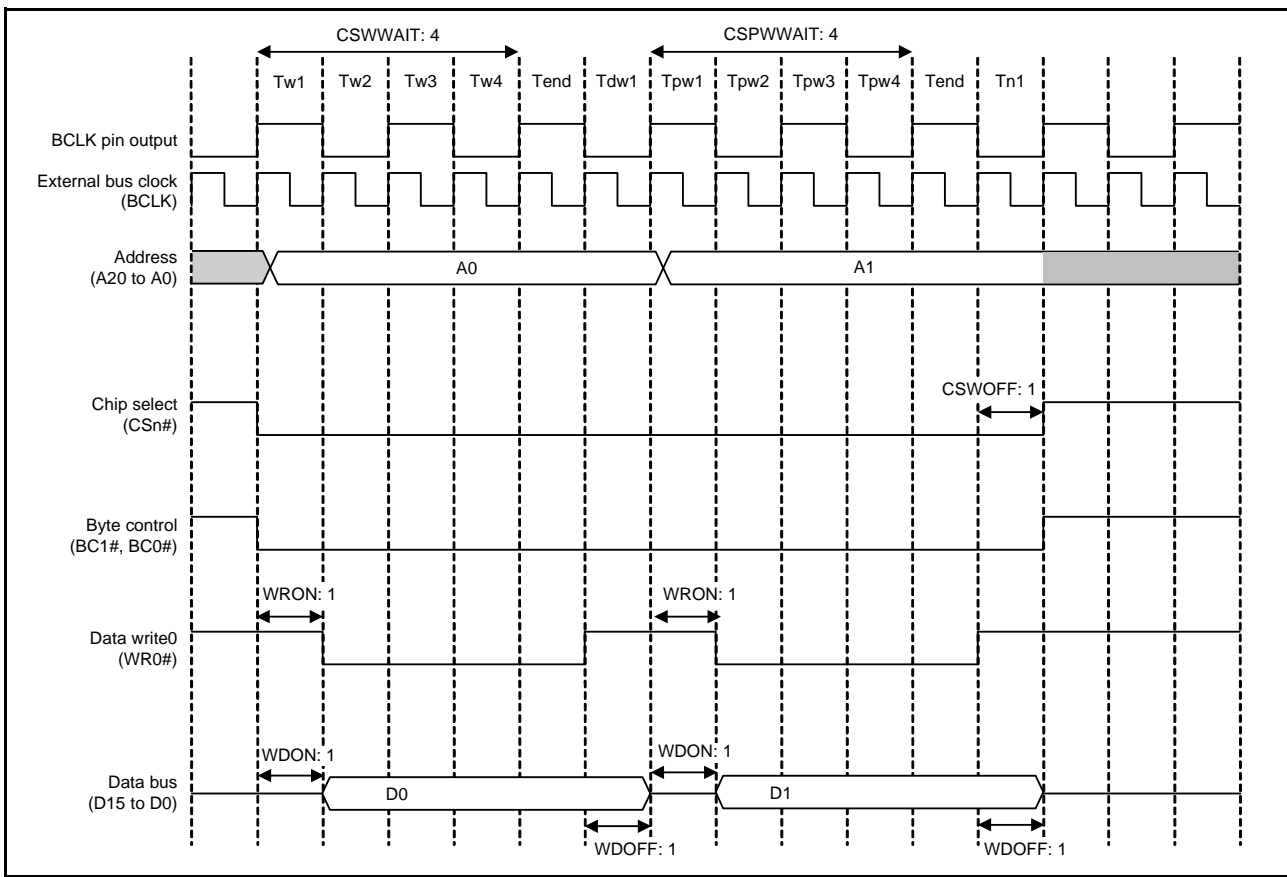 CSWWAIT: 4 CSPWWAIT: 4
Tw1 Tw2 Tw3 Tw4 Tend Tdw1 Tpw1 Tpw2 Tpw3 Tpw4 Tend Tn1
BCLK pin output
External bus clock
(BCLK)
Address
(A20 to A0)
A0 A1
CSWOFF: 1
Chip select
(CSn#)
Byte control
(BC1#, BC0#)
WRON: 1 WRON: 1
Data write0
(WR0#)
WDON: 1 WDON: 1
Data bus
(D15 to D0)
D0 D1
WDOFF: 1 WDOFF: 1